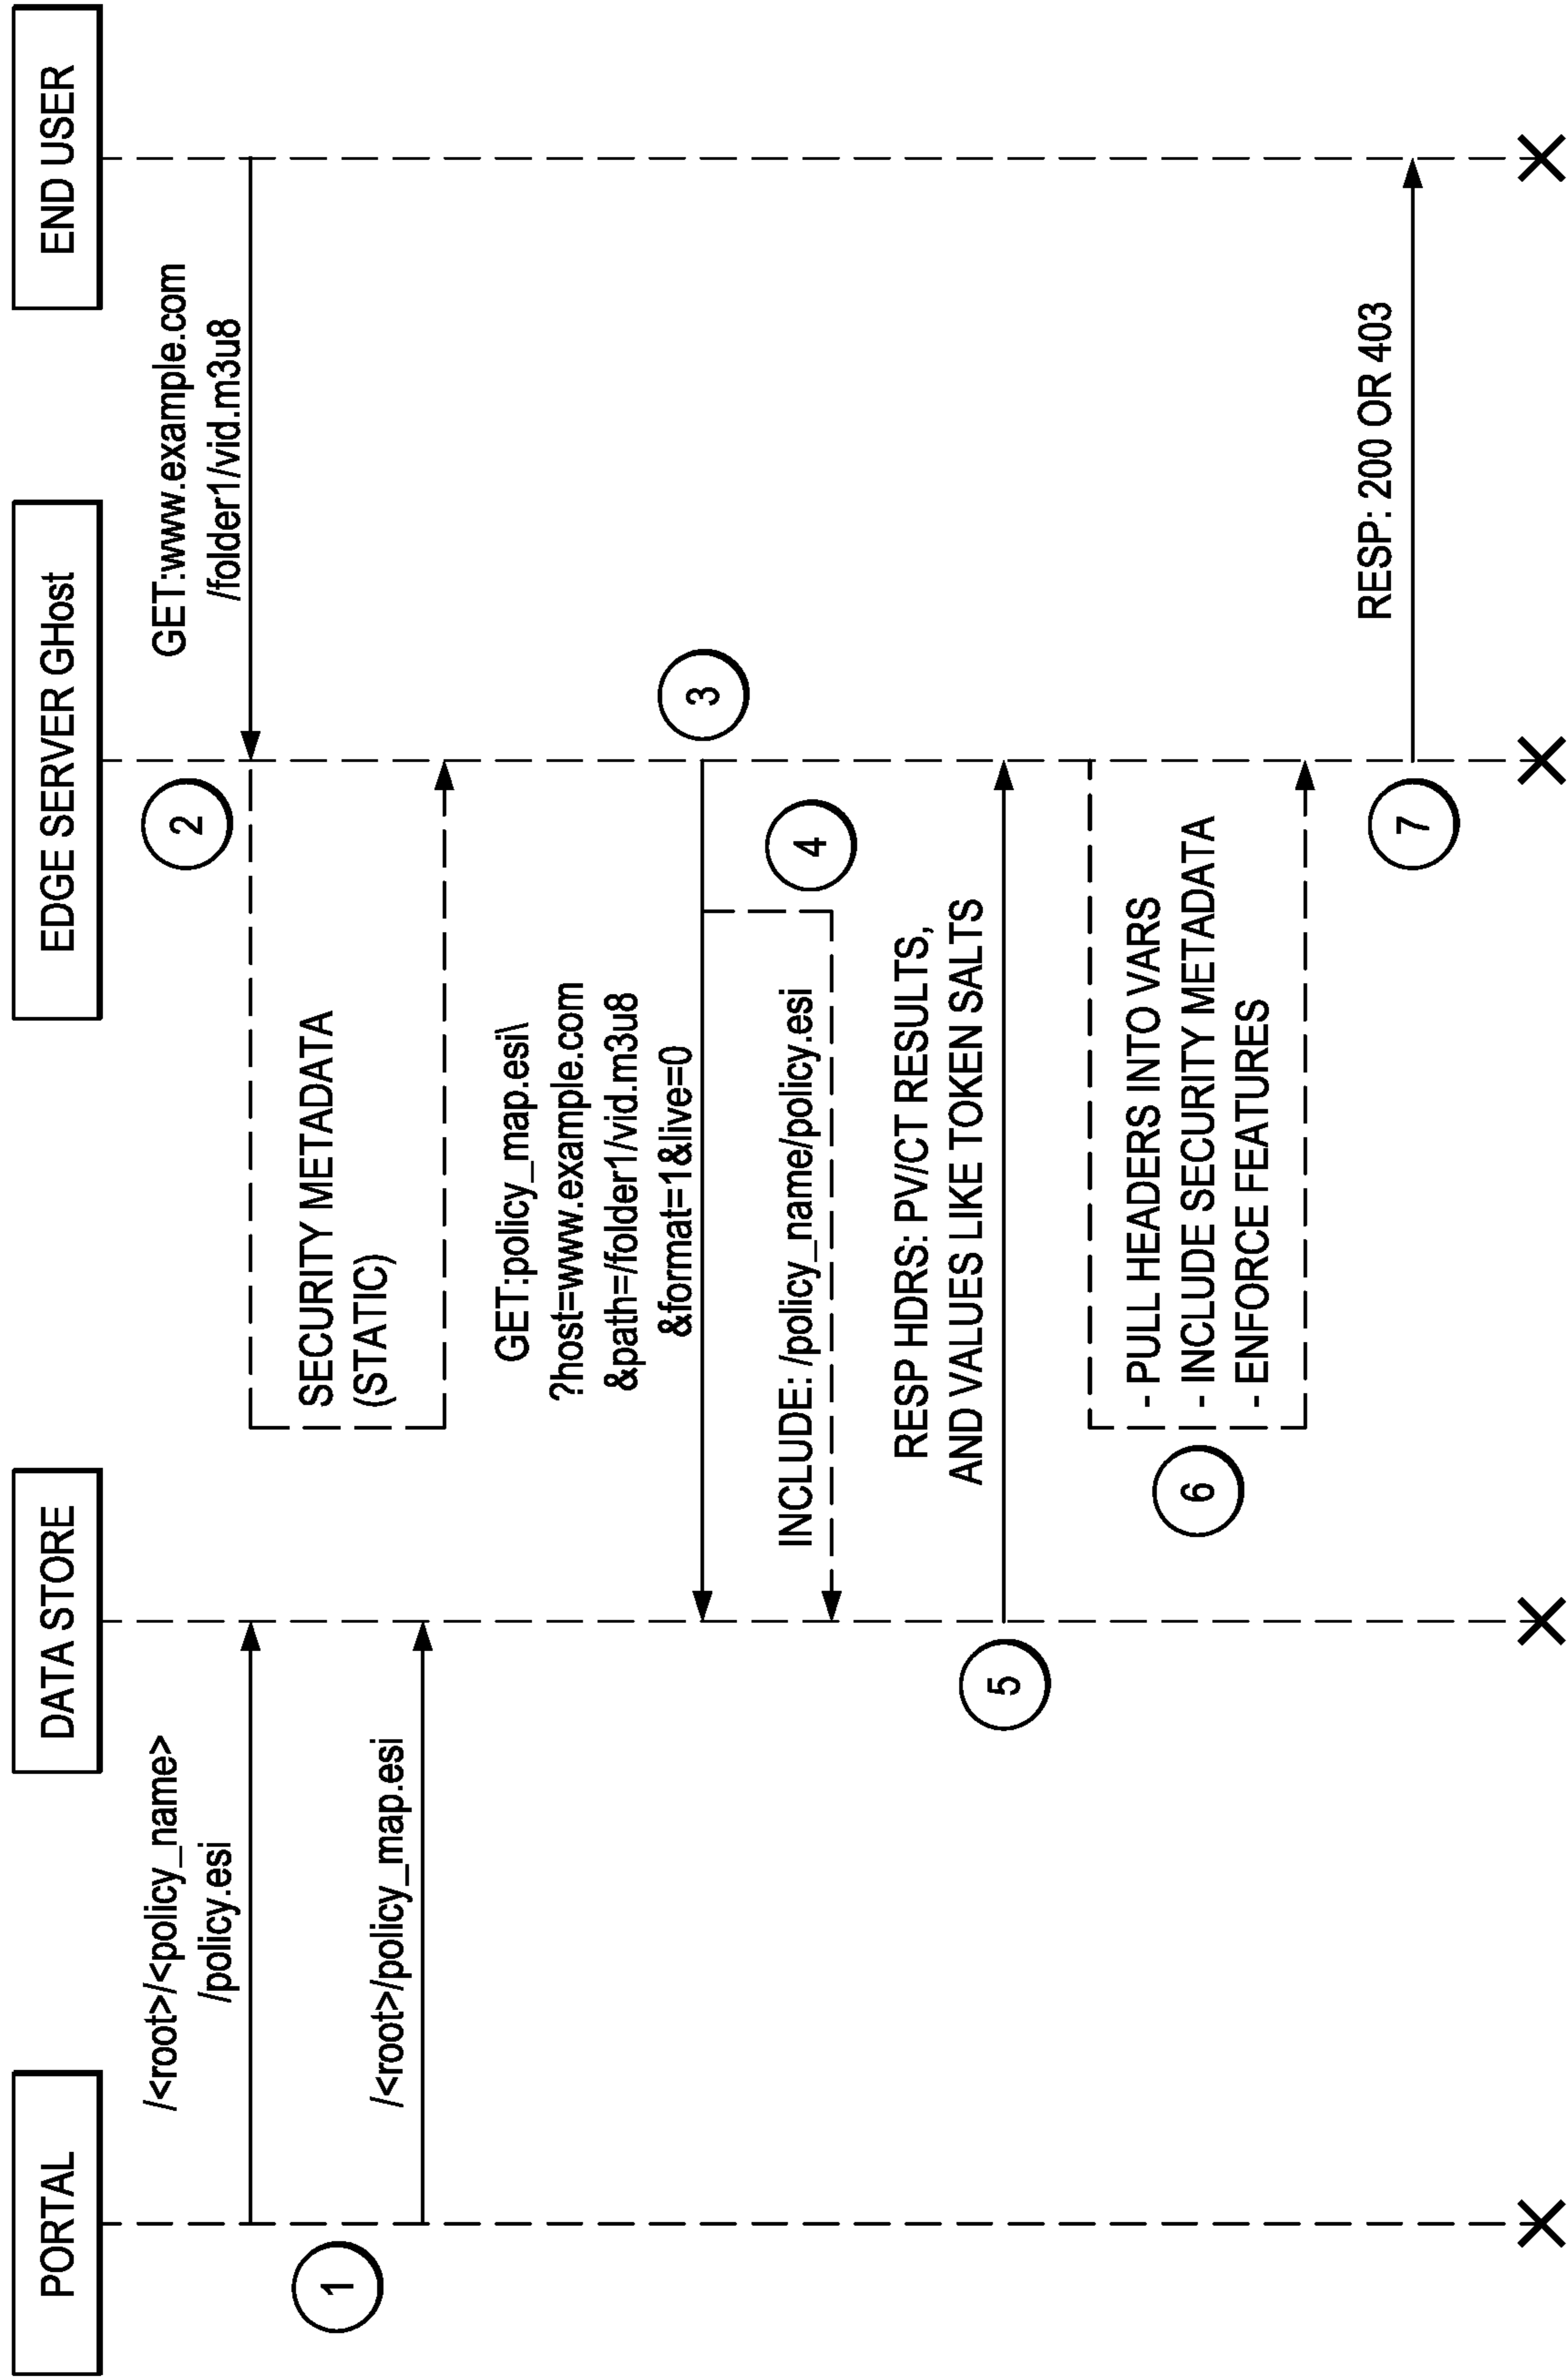 PORTAL
DATA STORE
EDGE SERVER GHost
END USER
1
/<root>/<policy_name>
/policy.esi
/<root>/policy_map.esi
2
GET:www.example.com
/folder1/vid.m3u8
SECURITY METADATA
(STATIC)
3
GET:policy_map.esi\
?host=www.example.com
&path=/folder1/vid.m3u8
&format=1&live=0
4
INCLUDE: /policy_name/policy.esi
5
RESP HDRS: PV/CT RESULTS,
AND VALUES LIKE TOKEN SALTS
6
- PULL HEADERS INTO VARS
- INCLUDE SECURITY METADATA
- ENFORCE FEATURES
7
RESP: 200 OR 403